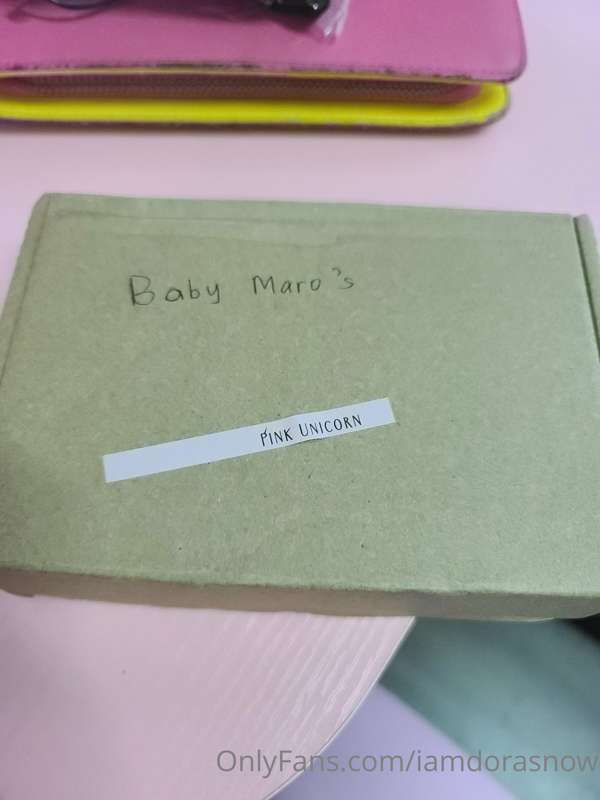 Baby Maro's
PINK UNICORN
OnlyFans.com/iamdorasnow